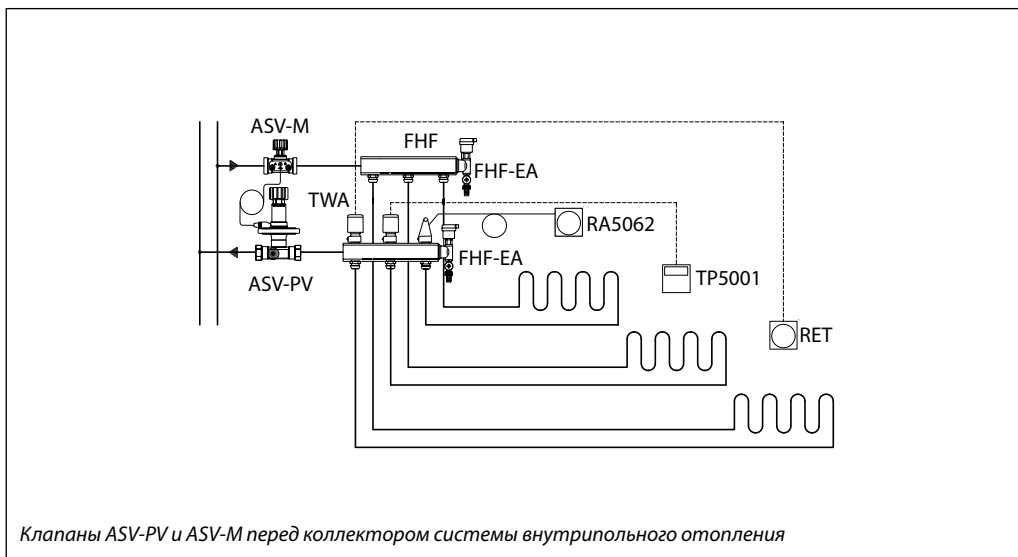 ASV-M
FHF
FHF-EA
TWA
RA5062
FHF-EA
ASV-PV
TP5001
RET
Клапаны ASV-PV и ASV-M перед коллектором системы внутрипольного отопления